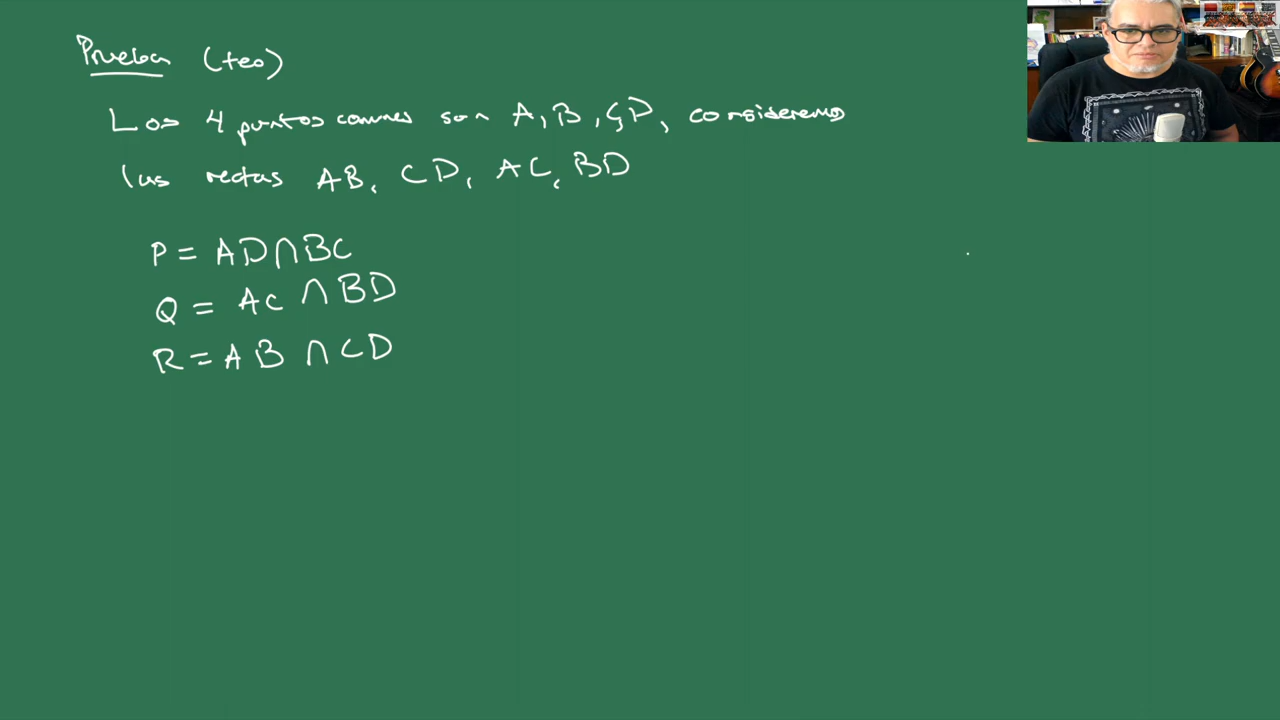 Prueba (teo)
Los 4 puntos comunes son A, B, C, D, consideremos
las rectas AB, CD, AC, BD
P = AD ∩ BC
Q = AC ∩ BD
R = AB ∩ CD